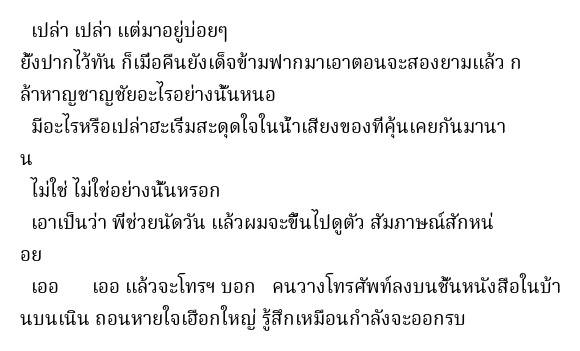 เปล่า เปล่า แต่มาอยู่บ่อยๆ
ยั้งปากไว้ทัน ก็เมื่อคืนยังเด็จข้ามฟากมาเอาตอนจะสองยามแล้ว ก
ล้าหาญชาญชัยอะไรอย่างนั้นหนอ
มีอะไรหรือเปล่าฮะเริ่มสะดุดใจในน้ำเสียงของที่คุ้นเคยกันมานา
น
ไม่ใช่ ไม่ใช่อย่างนั้นหรอก
เอาเป็นว่า พี่ช่วยนัดวัน แล้วผมจะขึ้นไปดูตัว สัมภาษณ์สักหน่
อย
เออ เออ แล้วจะโทรฯ บอก คนวางโทรศัพท์ลงบนชั้นหนังสือในบ้า
นบนเนิน ถอนหายใจเฮือกใหญ่ รู้สึกเหมือนกำลังจะออกรบ